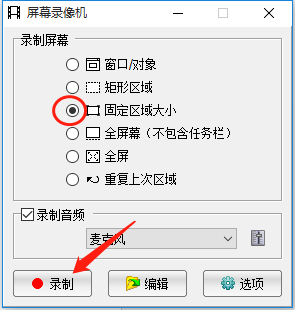 屏幕录像机
录制屏幕
窗口/对象
矩形区域
固定区域大小
全屏幕（不包含任务栏）
全屏
重复上次区域
录制音频
麦克风
录制
编辑
选项